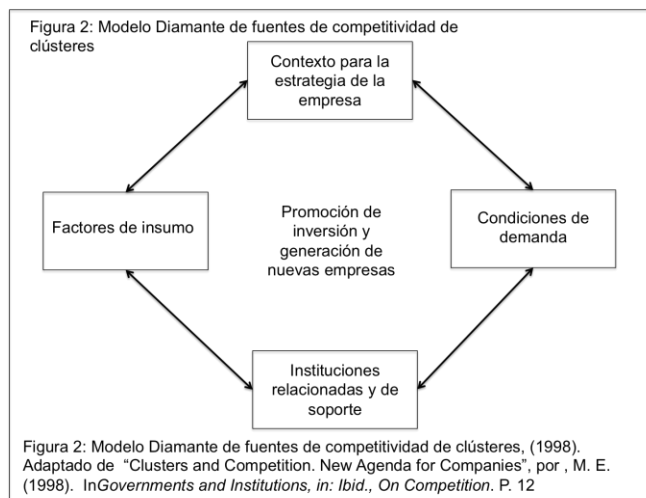 Figura 2: Modelo Diamante de fuentes de competitividad de
clústeres
Contexto para la
estrategia de la
empresa
Factores de insumo
Promoción de
inversión y
generación de
nuevas empresas
Condiciones de
demanda
Instituciones
relacionadas y de
soporte
Figura 2: Modelo Diamante de fuentes de competitividad de clústeres, (1998).
Adaptado de “Clusters and Competition. New Agenda for Companies”, por , M. E.
(1998). InGovernments and Institutions, in: Ibid., On Competition. P. 12